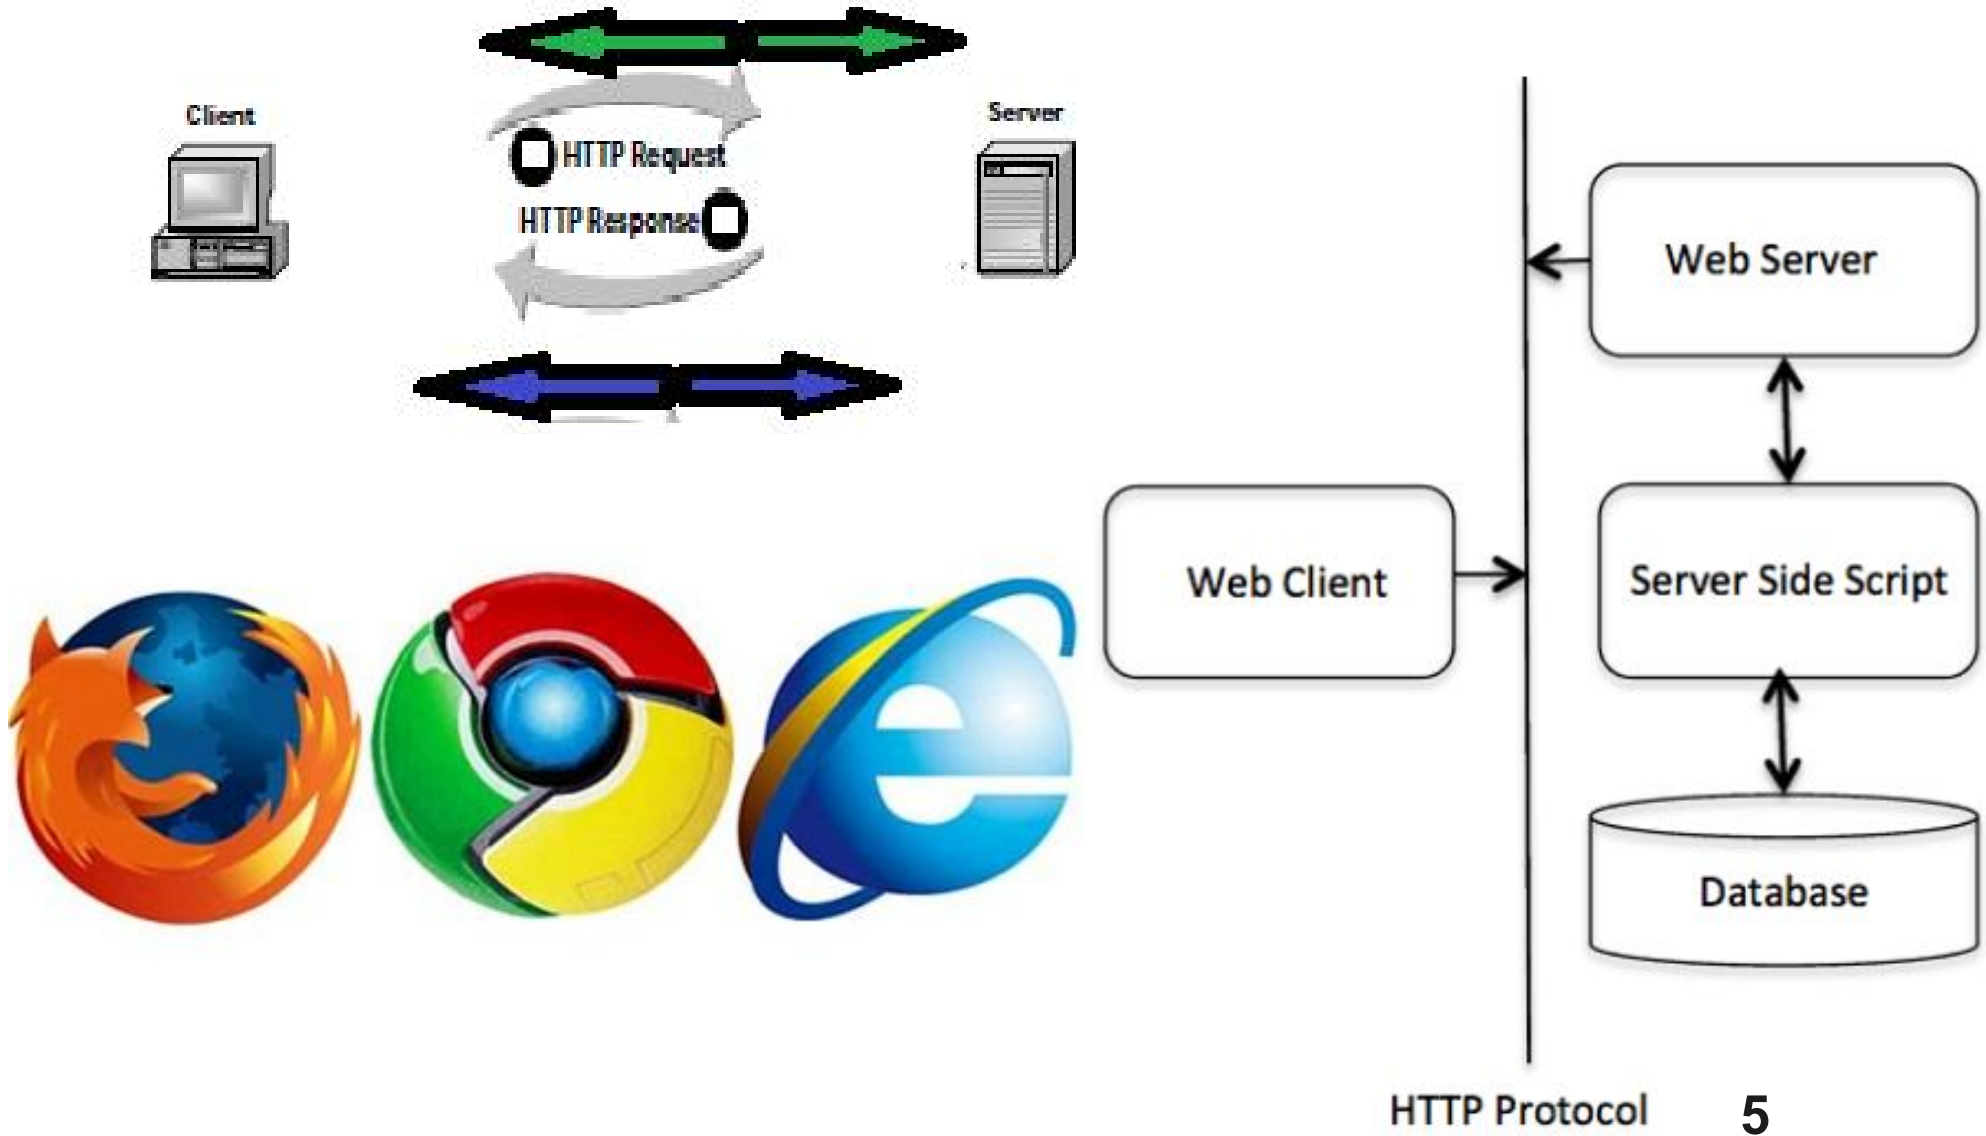 Client
Server
HTTP Request
HTTP Response
Web Server
Web Client
Server Side Script
Database
HTTP Protocol
5